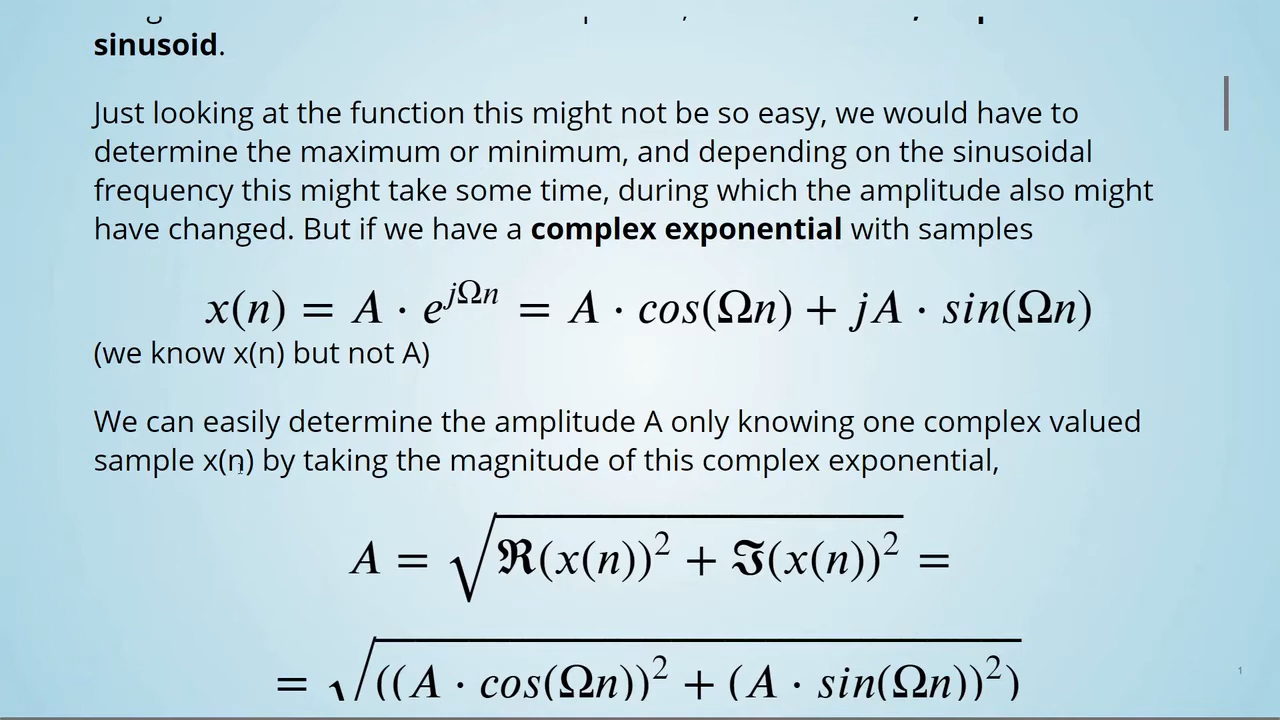 sinusoid.
Just looking at the function this might not be so easy, we would have to
determine the maximum or minimum, and depending on the sinusoidal
frequency this might take some time, during which the amplitude also might
have changed. But if we have a complex exponential with samples
x(n) = A · e^{jΩn} = A · cos(Ωn) + jA · sin(Ωn)
(we know x(n) but not A)
We can easily determine the amplitude A only knowing one complex valued
sample x(n) by taking the magnitude of this complex exponential,
A = √(ℜ(x(n))² + ℑ(x(n))²) =
= √((A · cos(Ωn))² + (A · sin(Ωn))²)
1